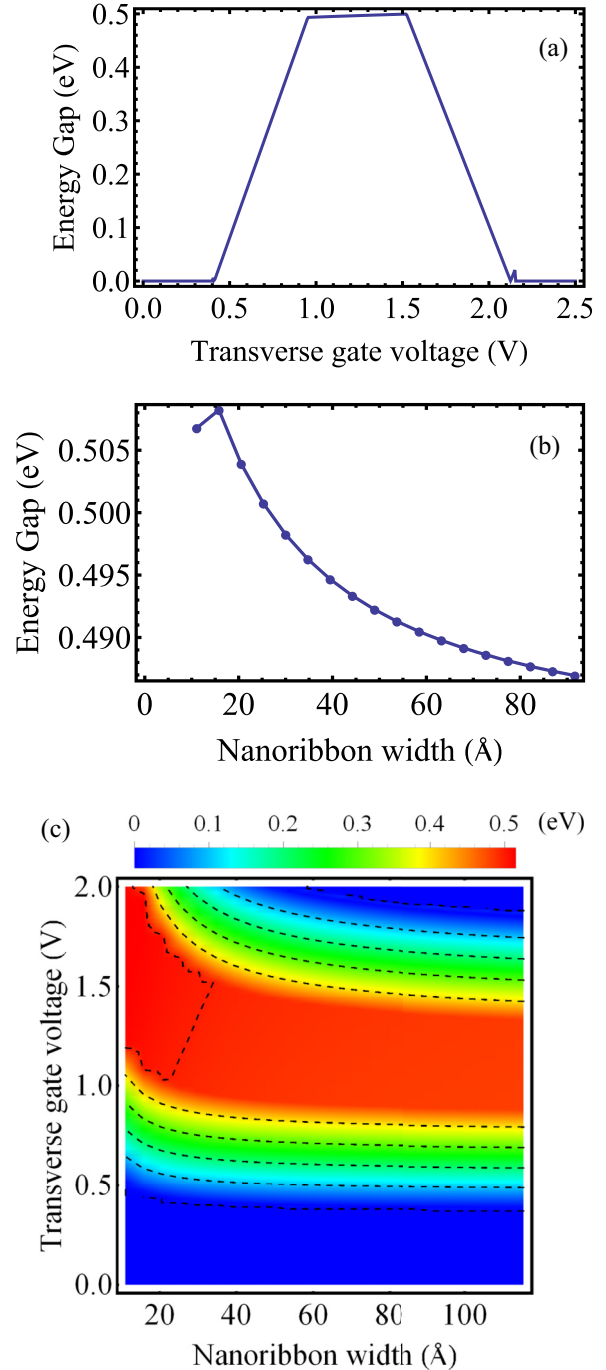 0.5
(a)
0.4
0.3
0.2
0.1
0.0
Energy Gap (eV)
0.0 0.5 1.0 1.5 2.0 2.5
Transverse gate voltage (V)
(b)
0.505
0.500
0.495
0.490
Energy Gap (eV)
0 20 40 60 80
Nanoribbon width (Å)
(c)
0 0.1 0.2 0.3 0.4 0.5 (eV)
2.0
1.5
1.0
0.5
0.0
Transverse gate voltage (V)
20 40 60 80 100
Nanoribbon width (Å)